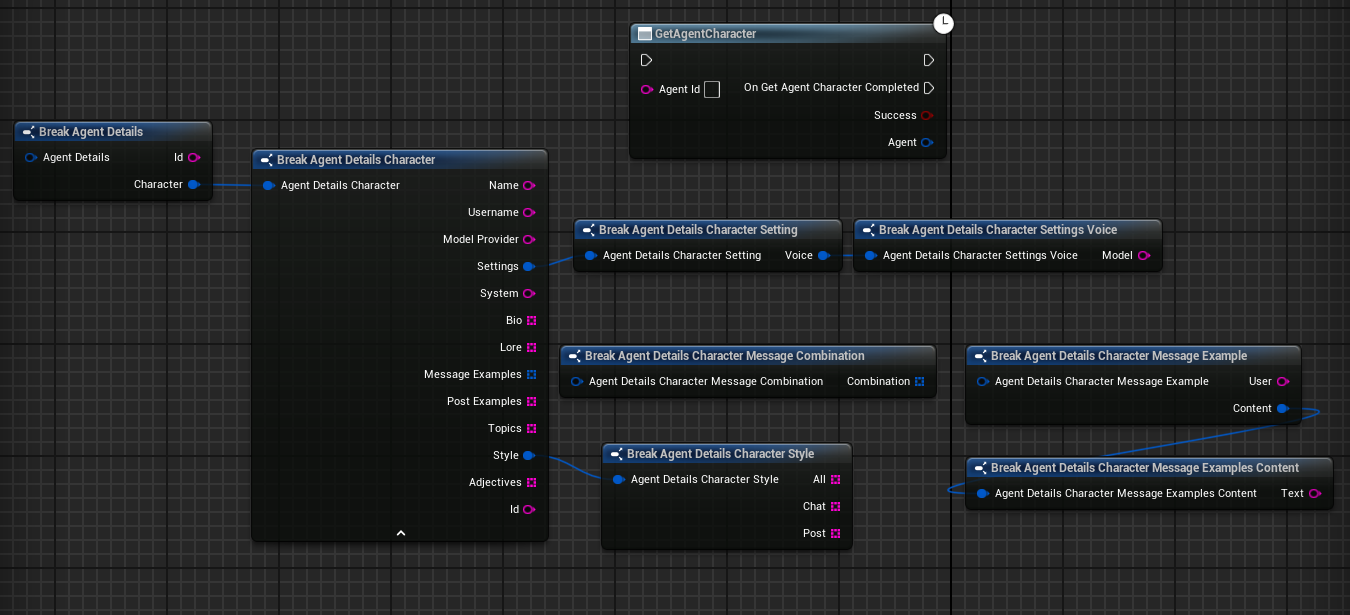 GetAgentCharacter
Agent Id
On Get Agent Character Completed
Success
Agent
Break Agent Details
Agent Details
Id
Character
Break Agent Details Character
Agent Details Character
Name
Username
Model Provider
Settings
System
Bio
Lore
Message Examples
Post Examples
Topics
Style
Adjectives
Id
Break Agent Details Character Setting
Agent Details Character Setting
Voice
Break Agent Details Character Settings Voice
Agent Details Character Settings Voice
Model
Break Agent Details Character Message Combination
Agent Details Character Message Combination
Combination
Break Agent Details Character Message Example
Agent Details Character Message Example
User
Content
Break Agent Details Character Style
Agent Details Character Style
All
Chat
Post
Break Agent Details Character Message Examples Content
Agent Details Character Message Examples Content
Text